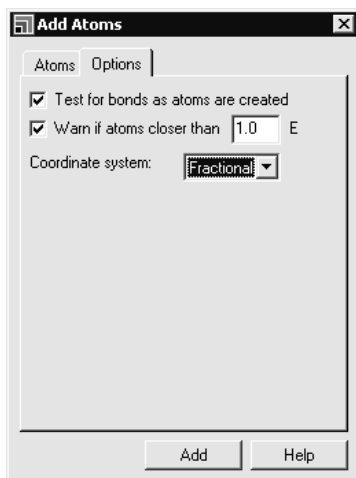 Add Atoms
Atoms Options
Test for bonds as atoms are created
Warn if atoms closer than 1.0 E
Coordinate system: Fractional
Add Help